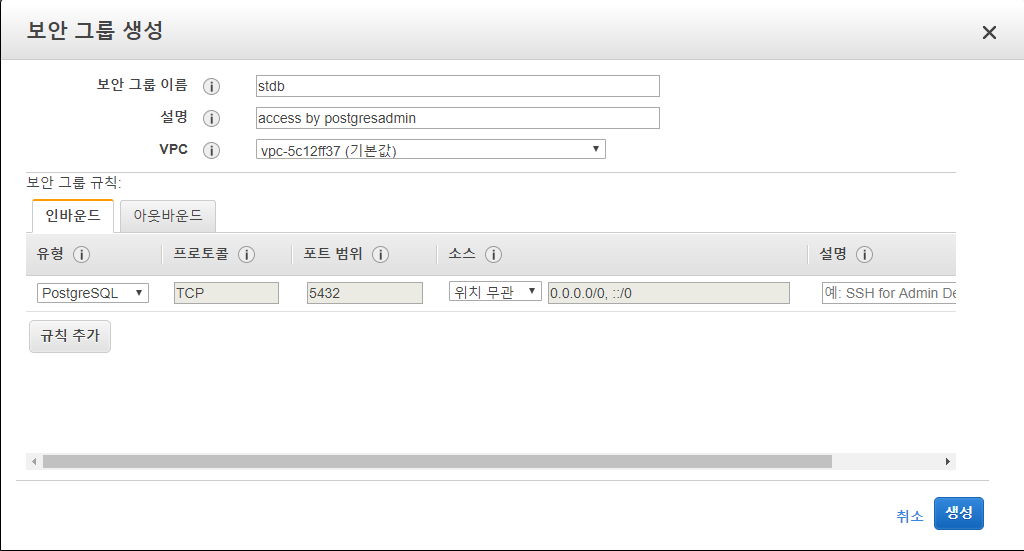 보안 그룹 생성
보안 그룹 이름 stdb
설명 access by postgresadmin
VPC vpc-5c12ff37 (기본값)
보안 그룹 규칙:
인바운드 아웃바운드
유형 프로토콜 포트 범위 소스 설명
PostgreSQL TCP 5432 위치 무관 0.0.0.0/0, ::/0 예: SSH for Admin De
규칙 추가
취소 생성